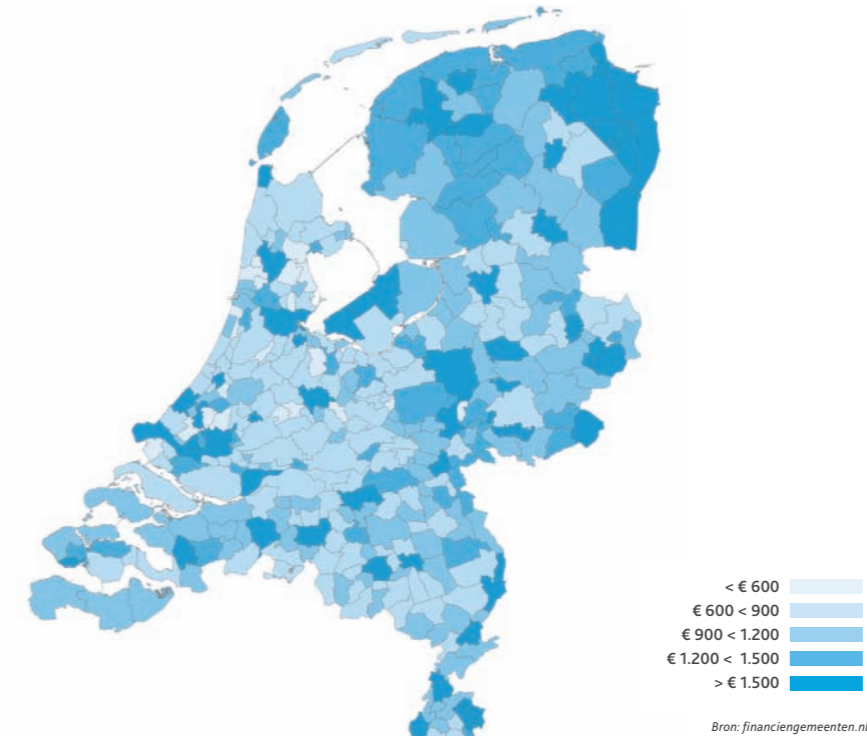 < € 600
€ 600 < 900
€ 900 < 1.200
€ 1.200 < 1.500
> € 1.500
Bron: financiengemeenten.nl